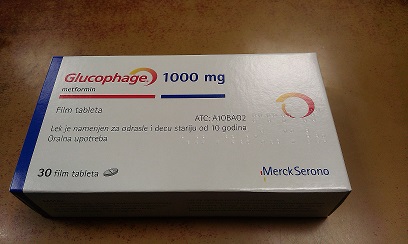 Glucophage 1000 mg
metformin
Film tableta
ATC: A10BA02
Lek je namenjen za odrasle i decu stariju od 10 godina
Oralna upotreba
30 film tableta
MerckSerono